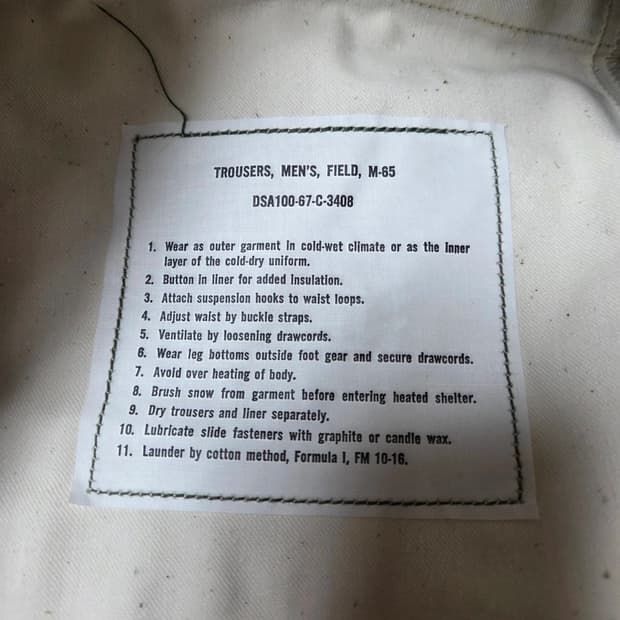 TROUSERS, MEN'S, FIELD, M-65
DSA100-67-C-3408
1. Wear as outer garment in cold-wet climate or as the inner
layer of the cold-dry uniform.
2. Button in liner for added insulation.
3. Attach suspension hooks to waist loops.
4. Adjust waist by buckle straps.
5. Ventilate by loosening drawcords.
6. Wear leg bottoms outside foot gear and secure drawcords.
7. Avoid over heating of body.
8. Brush snow from garment before entering heated shelter.
9. Dry trousers and liner separately.
10. Lubricate slide fasteners with graphite or candle wax.
11. Launder by cotton method, Formula I, FM 10-16.